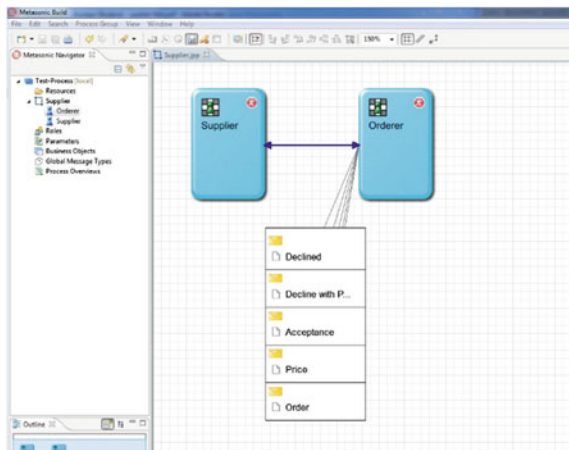 Metasonic Build
File Edit Search Process Group View Window Help
150%
Metasonic Navigator
Supplier.jpp
Test-Process [local]
Resources
Supplier
Orderer
Supplier
Roles
Parameters
Business Objects
Global Message Types
Process Overviews
Supplier
Orderer
Declined
Decline with P...
Acceptance
Price
Order
Outline